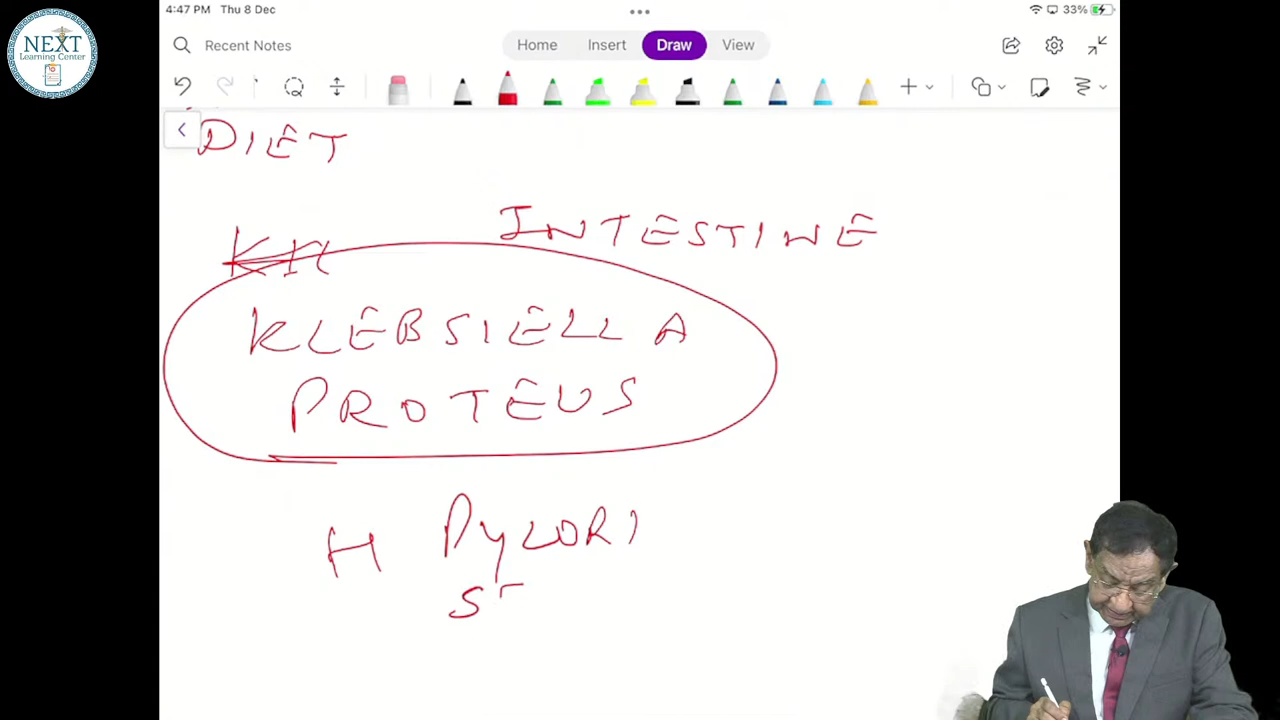 4:47 PM Thu 8 Dec
33%
NEXT
Learning Center
Recent Notes
Home Insert Draw View
DIET
INTESTINE
KLEBSIELLA
PROTEUS
H PYLORI